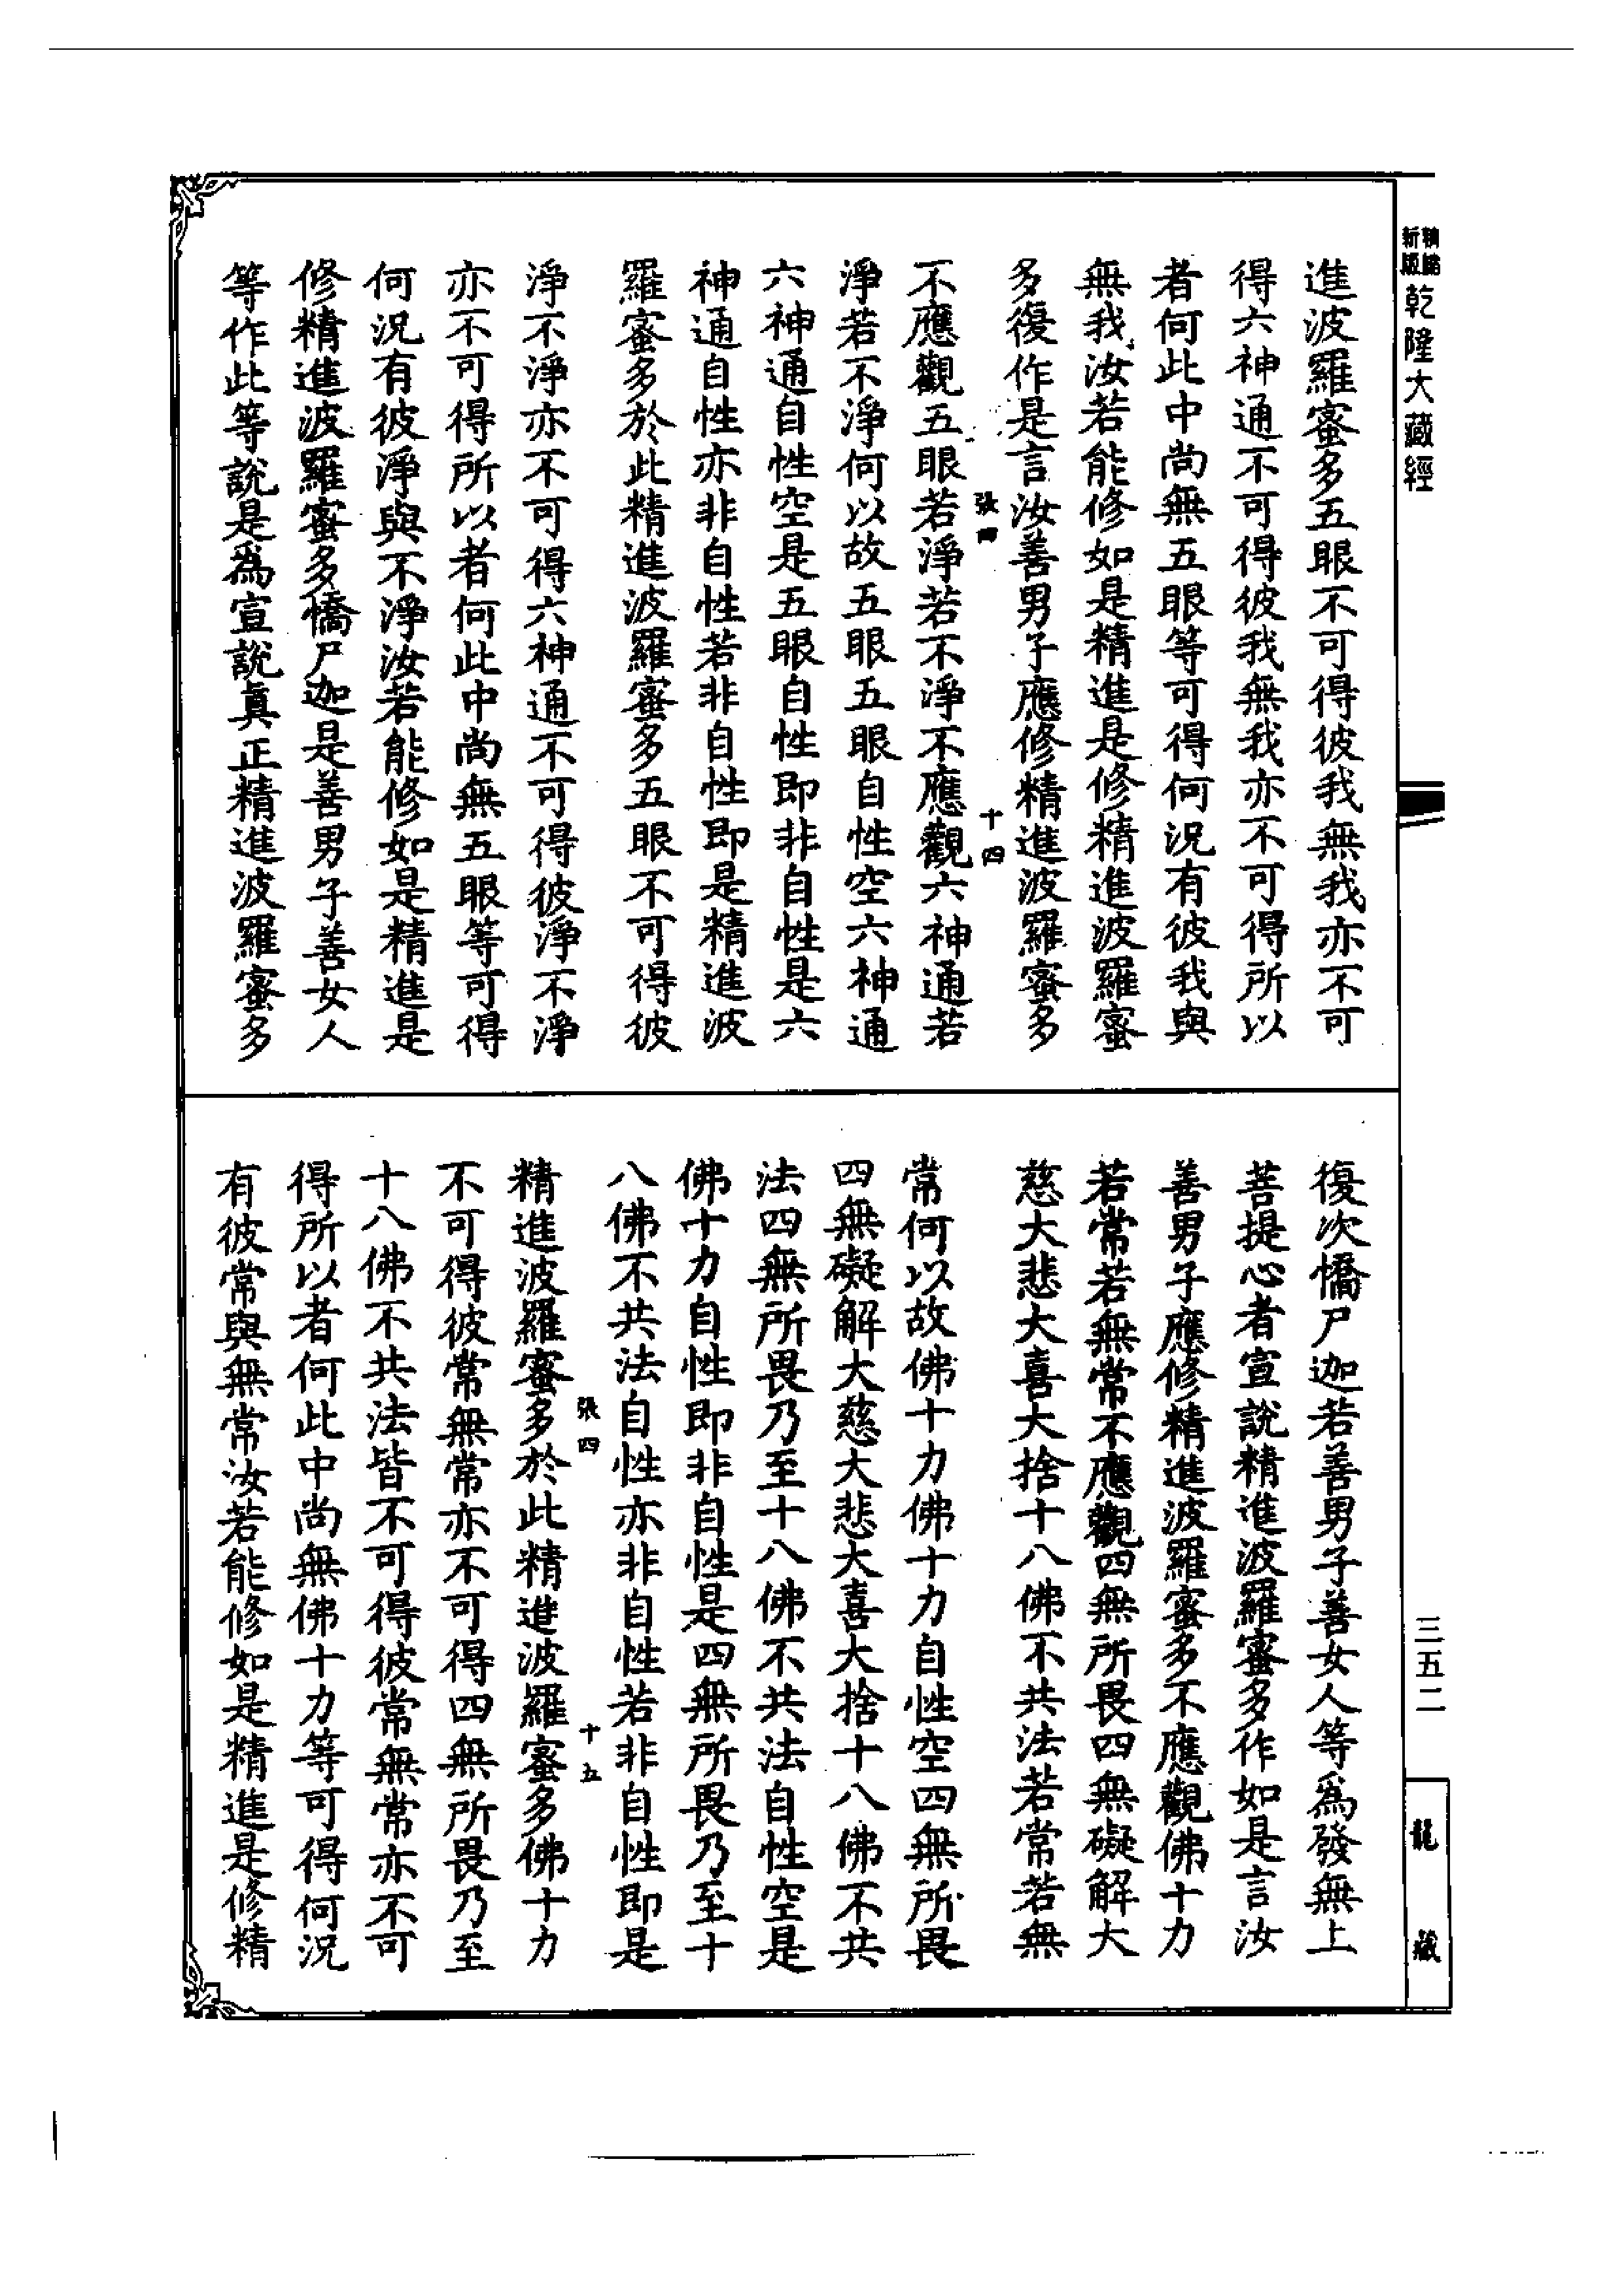 新版
精縮
乾隆大藏經
進波羅蜜多五眼不可得彼我無我亦不可
得六神通不可得彼我無我亦不可得所以
者何此中尚無五眼等可得何況有彼我與
無我汝若能修如是精進是修精進波羅蜜
多復作是言汝善男子應修精進波羅蜜多
張四 十四
不應觀五眼若淨若不淨不應觀六神通若
淨若不淨何以故五眼五眼自性空六神通
六神通自性空是五眼自性即非自性是六
神通自性亦非自性若非自性即是精進波
羅蜜多於此精進波羅蜜多五眼不可得彼
淨不淨亦不可得六神通不可得彼淨不淨
亦不可得所以者何此中尚無五眼等可得
何況有彼淨與不淨汝若能修如是精進是
修精進波羅蜜多憍尸迦是善男子善女人
等作此等說是為宣說真正精進波羅蜜多
復次憍尸迦若善男子善女人等為發無上
菩提心者宣說精進波羅蜜多作如是言汝
善男子應修精進波羅蜜多不應觀佛十力
若常若無常不應觀四無所畏四無礙解大
慈大悲大喜大捨十八佛不共法若常若無
常何以故佛十力佛十力自性空四無所畏
四無礙解大慈大悲大喜大捨十八佛不共
法四無所畏乃至十八佛不共法自性空是
佛十力自性即非自性是四無所畏乃至十
八佛不共法自性亦非自性若非自性即是
張四 十五
精進波羅蜜多於此精進波羅蜜多佛十力
不可得彼常無常亦不可得四無所畏乃至
十八佛不共法皆不可得彼常無常亦不可
得所以者何此中尚無佛十力等可得何況
有彼常與無常汝若能修如是精進是修精
三五二
龍藏